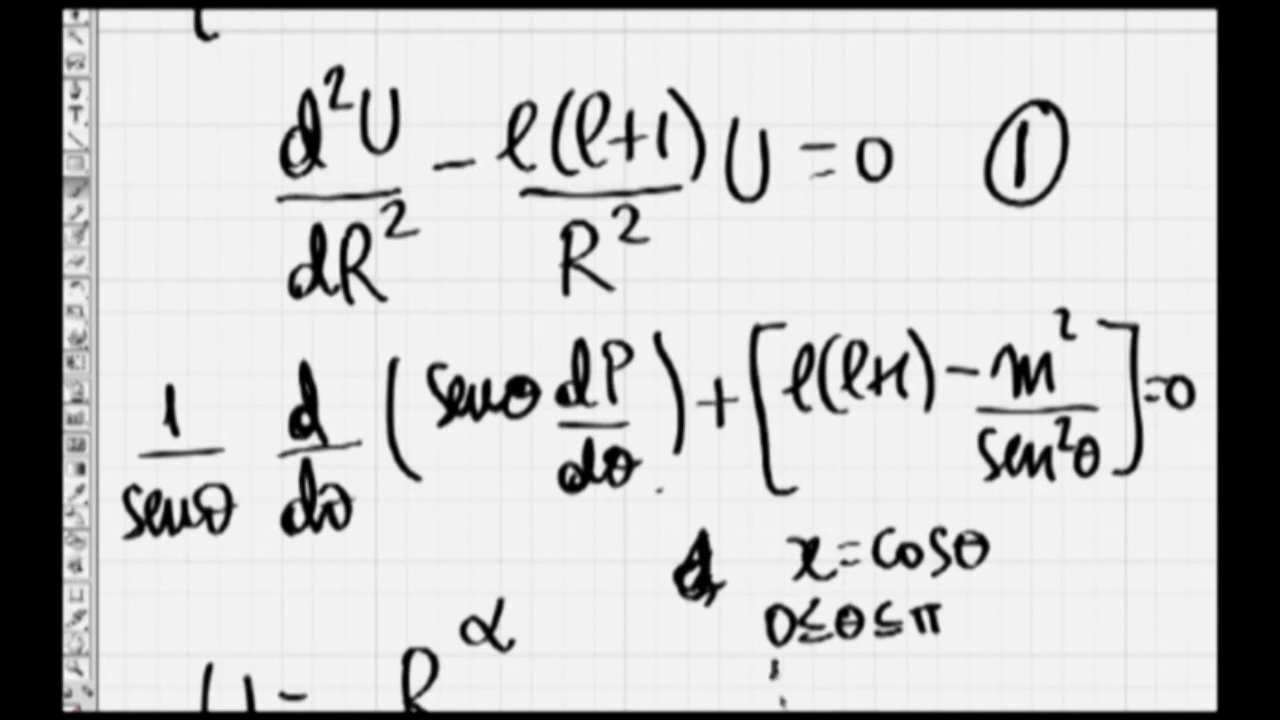 d²U/dR² - ℓ(ℓ+1)/R² U = 0 ①
1/senθ d/dθ (senθ dP/dθ) + [ℓ(ℓ+1) - m²/sen²θ] = 0
x = cosθ
0 ≤ θ ≤ π
U = R^α